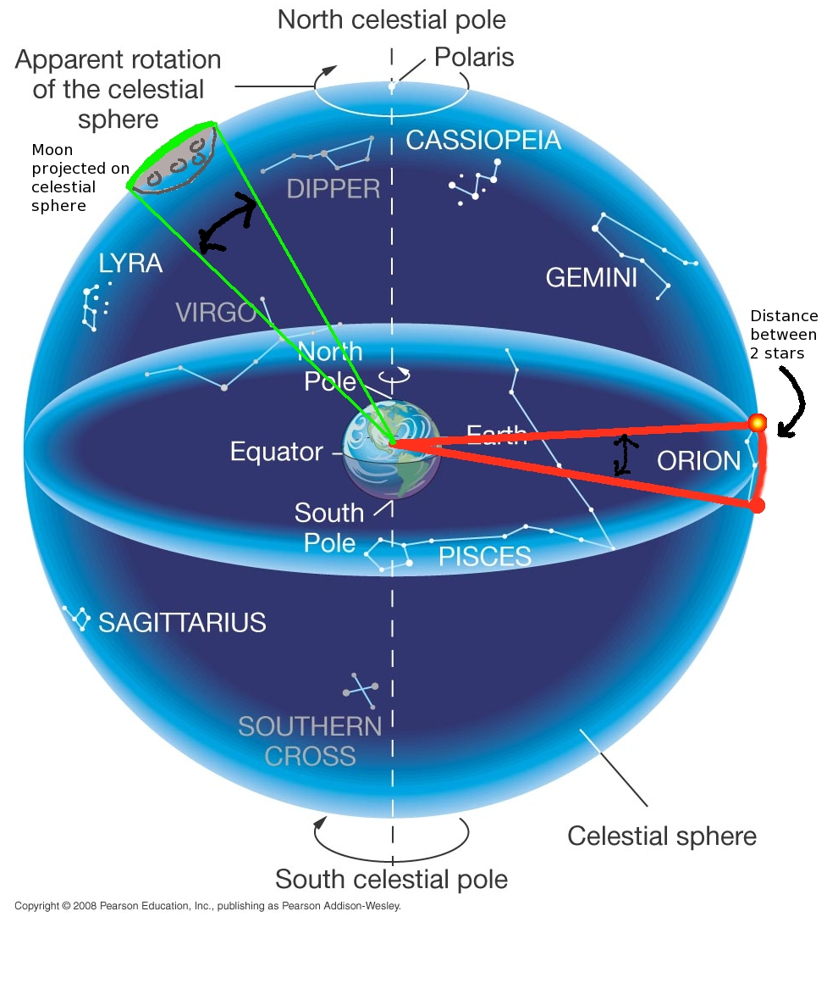 North celestial pole
Polaris
Apparent rotation
of the celestial
sphere
Moon
projected on
celestial
sphere
CASSIOPEIA
DIPPER
LYRA
GEMINI
VIRGO
Distance
between
2 stars
North
Pole
Earth
Equator
ORION
South
Pole
PISCES
SAGITTARIUS
SOUTHERN
CROSS
Celestial sphere
South celestial pole
Copyright © 2008 Pearson Education, Inc., publishing as Pearson Addison-Wesley.